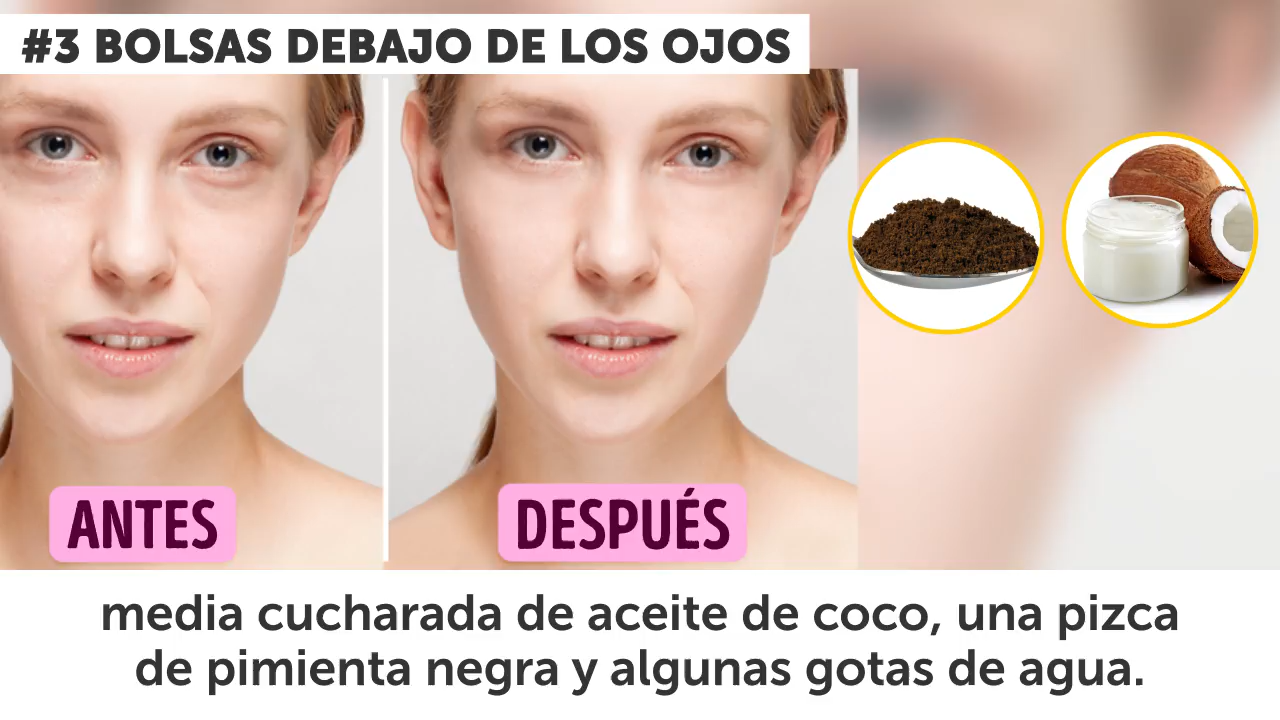 #3 BOLSAS DEBAJO DE LOS OJOS
ANTES
DESPUÉS
media cucharada de aceite de coco, una pizca
de pimienta negra y algunas gotas de agua.